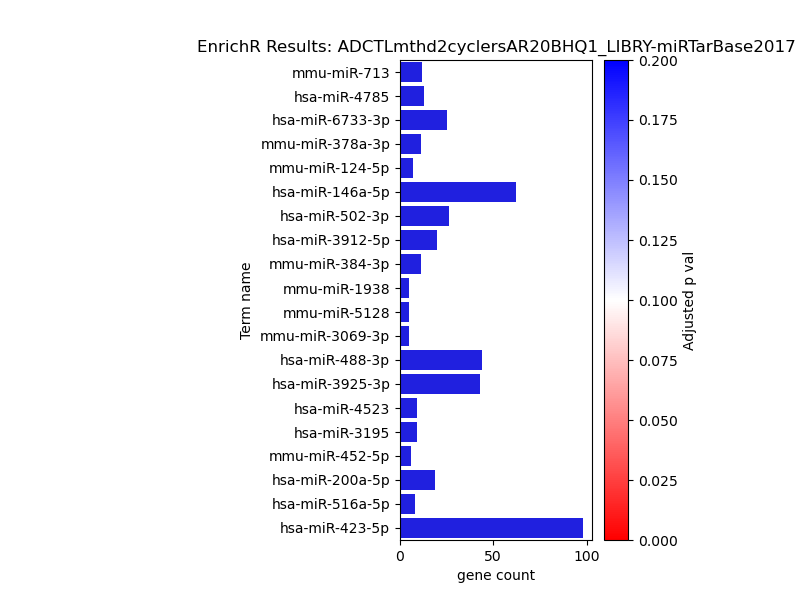 EnrichR Results: ADCTLmthd2cyclersAR20BHQ1_LIBRY-miRTarBase2017
mmu-miR-713
hsa-miR-4785
hsa-miR-6733-3p
mmu-miR-378a-3p
mmu-miR-124-5p
hsa-miR-146a-5p
hsa-miR-502-3p
hsa-miR-3912-5p
mmu-miR-384-3p
mmu-miR-1938
mmu-miR-5128
mmu-miR-3069-3p
hsa-miR-488-3p
hsa-miR-3925-3p
hsa-miR-4523
hsa-miR-3195
mmu-miR-452-5p
hsa-miR-200a-5p
hsa-miR-516a-5p
hsa-miR-423-5p
Term name
0
50
100
gene count
0.200
0.175
0.150
0.125
0.100
0.075
0.050
0.025
0.000
Adjusted p val